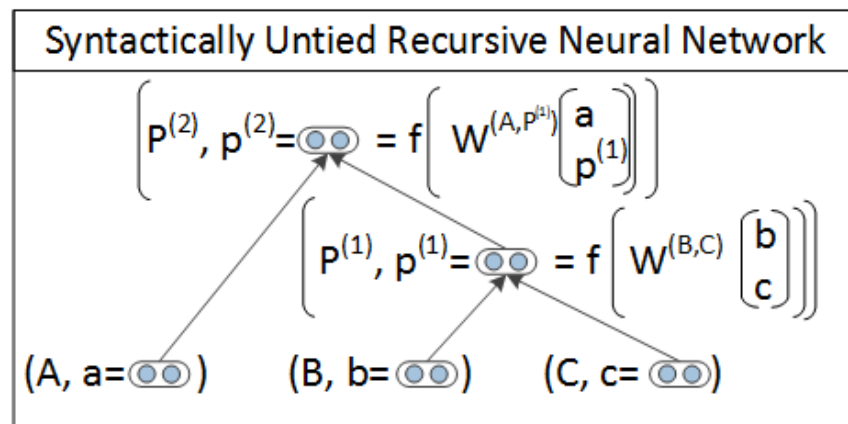 Syntactically Untied Recursive Neural Network
(P⁽²⁾, p⁽²⁾= = f(W⁽ᴬ,ᴾ⁽¹⁾⁾ [a p⁽¹⁾]))
(P⁽¹⁾, p⁽¹⁾= = f(W⁽ᴮ,ꟲ⁾ [b c]))
(A, a= ) (B, b= ) (C, c= )